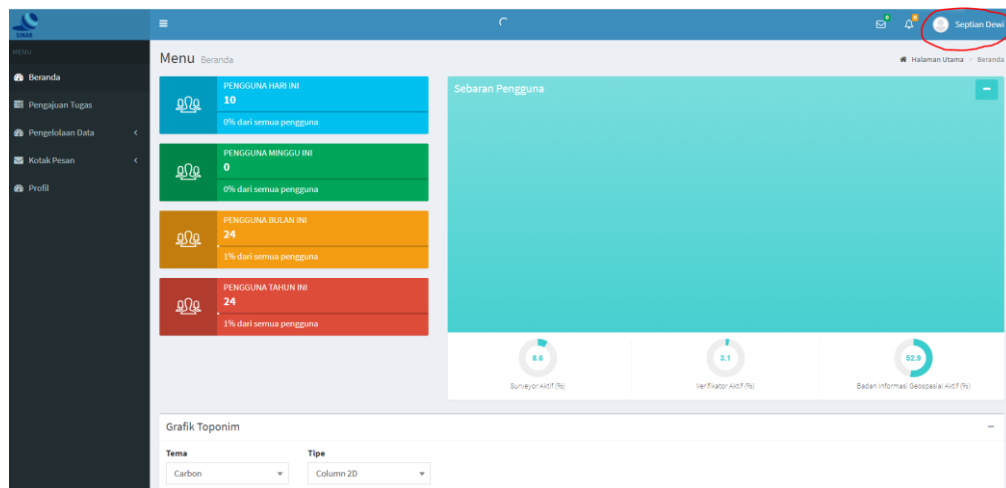 SINAR
Septian Dewi
MENU
Menu Beranda
Halaman Utama > Beranda
Beranda
Pengajuan Tugas
Pengelolaan Data
Kotak Pesan
Profil
PENGGUNA HARI INI
10
0% dari semua pengguna
PENGGUNA MINGGU INI
0
0% dari semua pengguna
PENGGUNA BULAN INI
24
1% dari semua pengguna
PENGGUNA TAHUN INI
24
1% dari semua pengguna
Sebaran Pengguna
8.6
Surveyor Aktif (%)
3.1
Verifikator Aktif (%)
52.9
Badan Informasi Geospasial Aktif (%)
Grafik Toponim
Tema
Tipe
Carbon
Column 2D